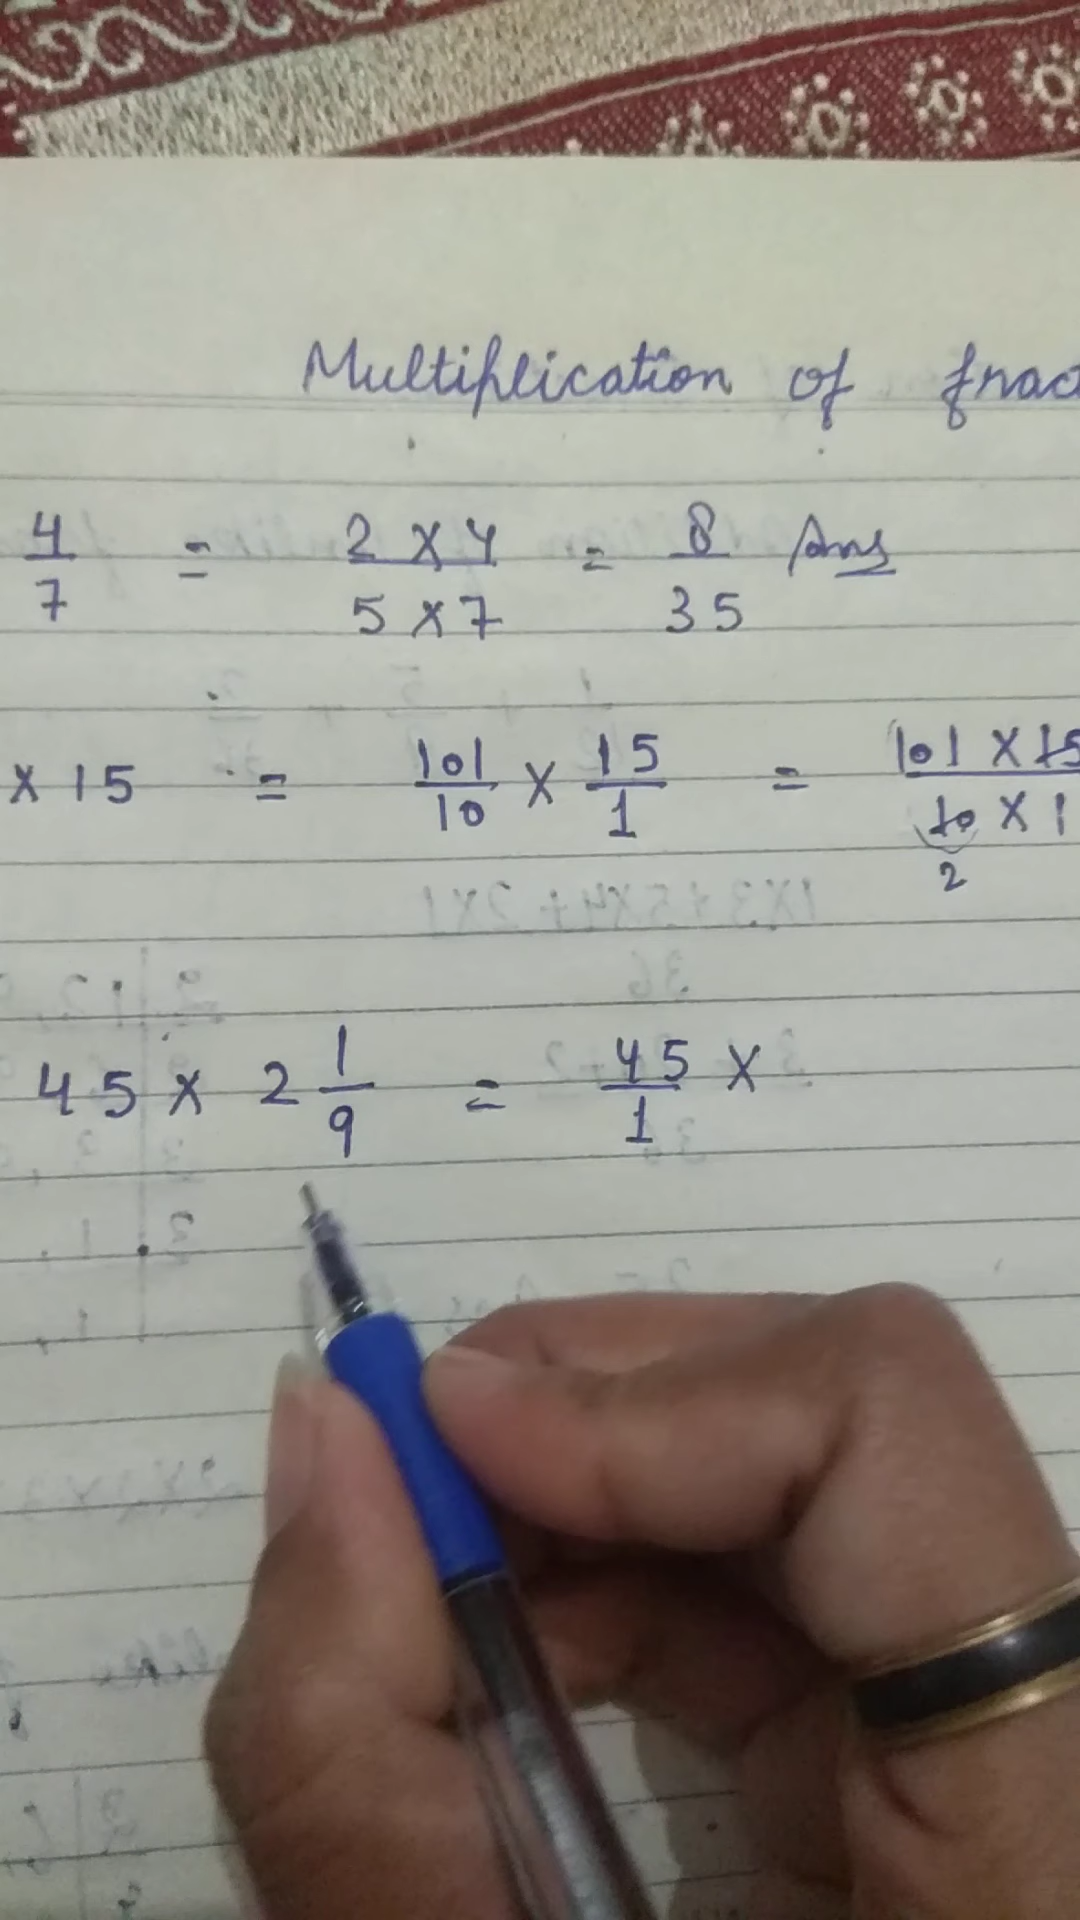 Multiplication of fract
4/7 = 2 x 4 / 5 x 7 = 8/35 Ans
x 15 = 101/10 x 15/1 = 101 x 15 / 10 x 1
2
45 x 2 1/9 = 45/1 x